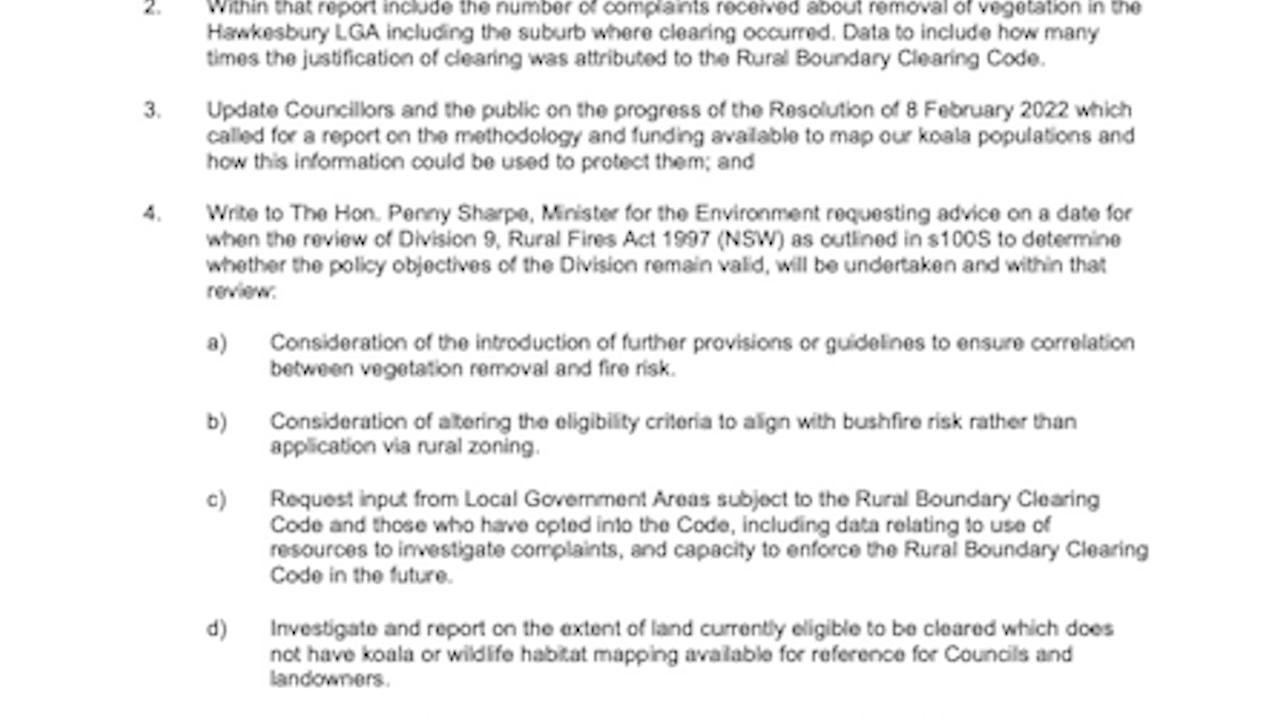 2. Within that report include the number of complaints received about removal of vegetation in the
Hawkesbury LGA including the suburb where clearing occurred. Data to include how many
times the justification of clearing was attributed to the Rural Boundary Clearing Code.
3. Update Councillors and the public on the progress of the Resolution of 8 February 2022 which
called for a report on the methodology and funding available to map our koala populations and
how this information could be used to protect them; and
4. Write to The Hon. Penny Sharpe, Minister for the Environment requesting advice on a date for
when the review of Division 9, Rural Fires Act 1997 (NSW) as outlined in s100S to determine
whether the policy objectives of the Division remain valid, will be undertaken and within that
review:
a) Consideration of the introduction of further provisions or guidelines to ensure correlation
between vegetation removal and fire risk.
b) Consideration of altering the eligibility criteria to align with bushfire risk rather than
application via rural zoning.
c) Request input from Local Government Areas subject to the Rural Boundary Clearing
Code and those who have opted into the Code, including data relating to use of
resources to investigate complaints, and capacity to enforce the Rural Boundary Clearing
Code in the future.
d) Investigate and report on the extent of land currently eligible to be cleared which does
not have koala or wildlife habitat mapping available for reference for Councils and
landowners.